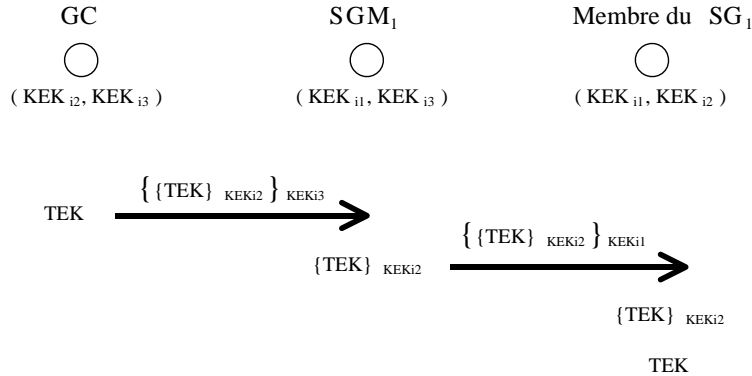 GC SGM1 Membre du SG1
( KEK i2, KEK i3 ) ( KEK i1, KEK i3 ) ( KEK i1, KEK i2 )
{ {TEK} KEKi2 } KEKi3
TEK
{ {TEK} KEKi2 } KEKi1
{TEK} KEKi2
{TEK} KEKi2
TEK